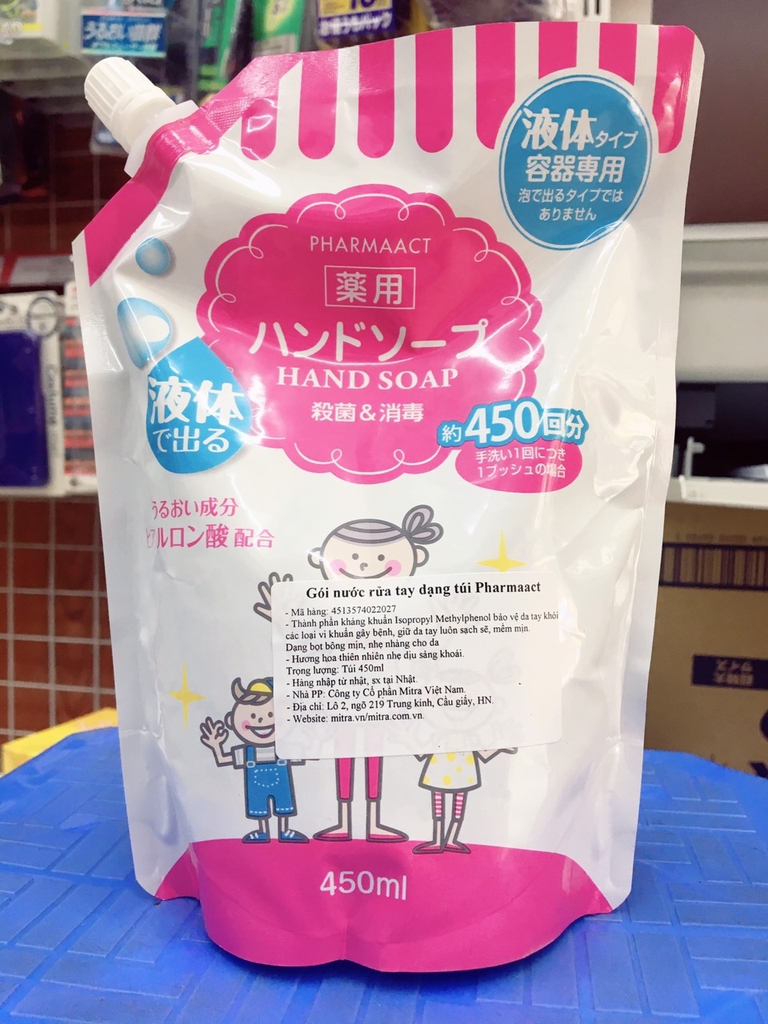 液体タイプ
容器専用
泡で出るタイプでは
ありません
PHARMAACT
薬用
ハンドソープ
HAND SOAP
殺菌&消毒
液体
で出る
約450回分
手洗い1回につき
1プッシュの場合
うるおい成分
ヒアルロン酸 配合
Gói nước rửa tay dạng túi Pharmaact
- Mã hàng: 4513574022027
- Thành phần kháng khuẩn Isopropyl Methylphenol bảo vệ da tay khỏi
các loại vi khuẩn gây bệnh, giữ da tay luôn sạch sẽ, mềm mịn.
Dạng bọt bông mịn, nhẹ nhàng cho da
- Hương hoa thiên nhiên nhẹ dịu sảng khoái.
Trọng lượng: Túi 450ml
- Hàng nhập từ nhật, sx tại Nhật.
- Nhà PP: Công ty Cổ phần Mitra Việt Nam.
- Địa chỉ: Lô 2, ngõ 219 Trung kính, Cầu giấy, HN.
- Website: mitra.vn/mitra.com.vn.
450ml